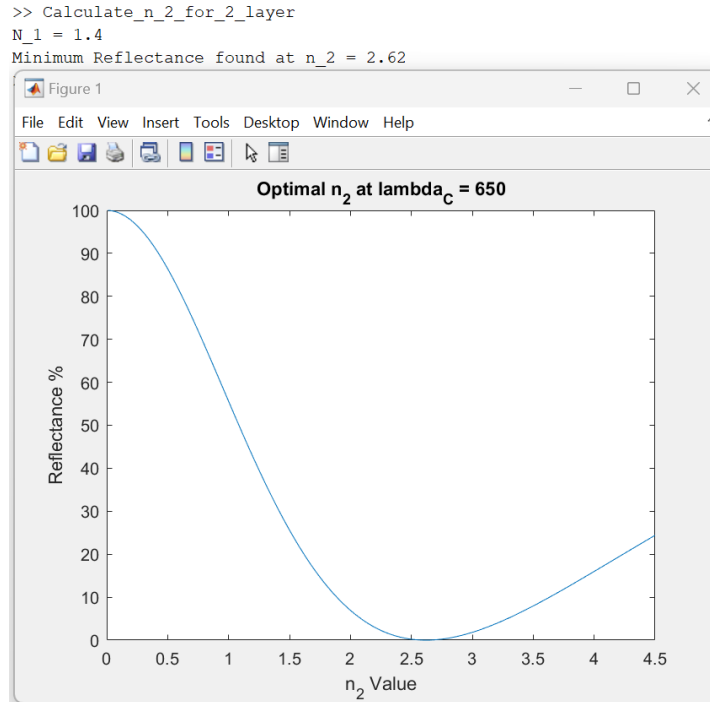 >> Calculate_n_2_for_2_layer
N_1 = 1.4
Minimum Reflectance found at n_2 = 2.62
Figure 1
File Edit View Insert Tools Desktop Window Help
Optimal n2 at lambdaC = 650
100
90
80
70
60
50
40
30
20
10
0
Reflectance %
0 0.5 1 1.5 2 2.5 3 3.5 4 4.5
n2 Value